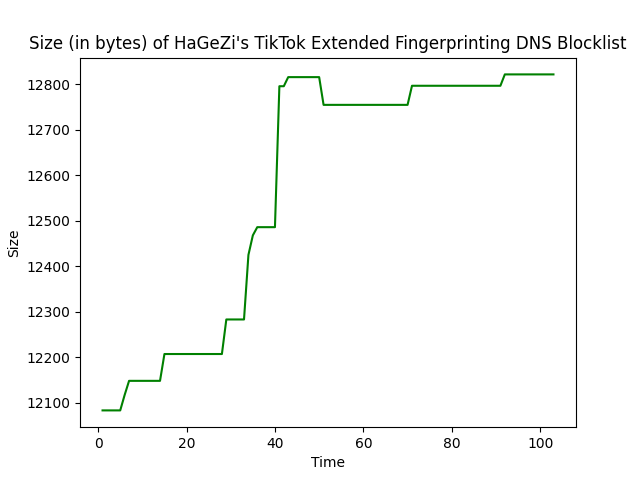 Size (in bytes) of HaGeZi's TikTok Extended Fingerprinting DNS Blocklist
12800
12700
12600
12500
12400
12300
12200
12100
Size
0 20 40 60 80 100
Time